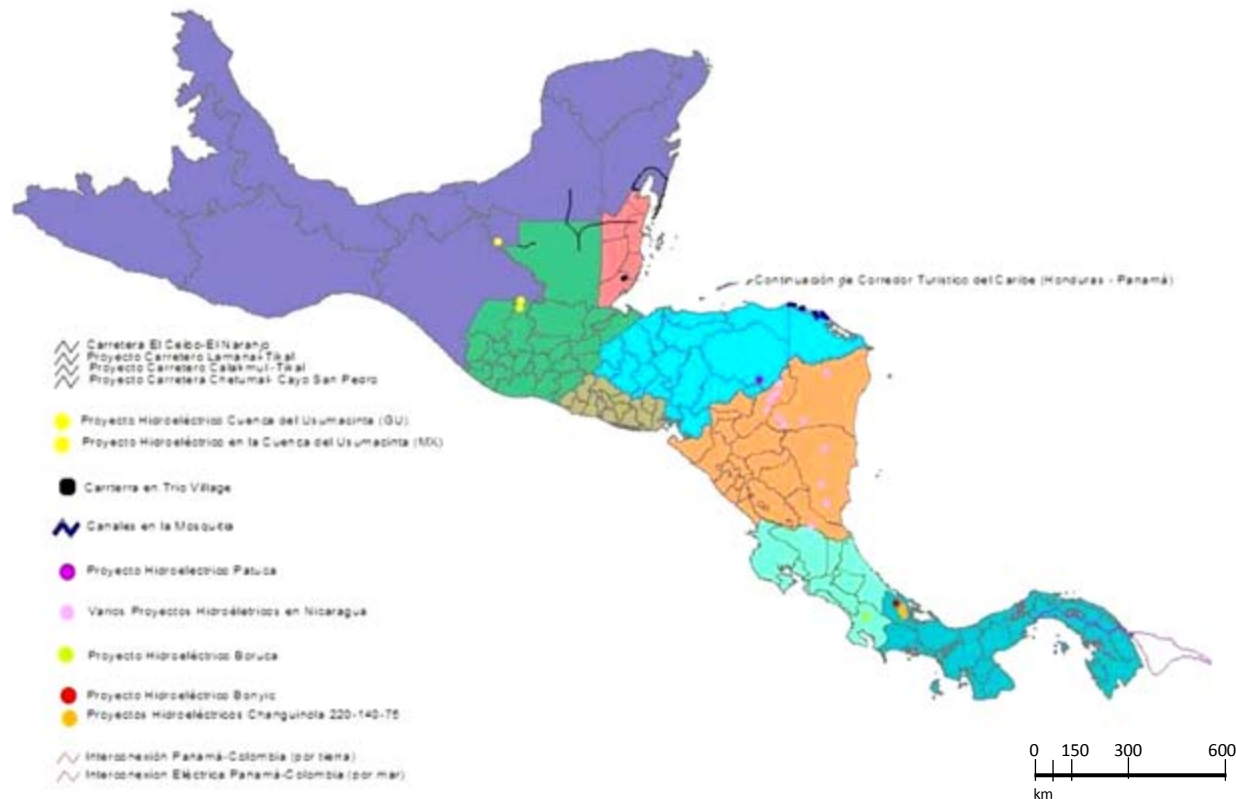 Continuación de Corredor Turístico del Caribe (Honduras - Panamá)
Carretera El Ceibo-El Naranjo
Proyecto Carretero Lamanai-Tikal
Proyecto Carretero Calakmul-Tikal
Proyecto Carretera Chetumal- Cayo San Pedro
Proyecto Hidroeléctrico Cuenca del Usumacinta (GU)
Proyecto Hidroeléctrico en la Cuenca del Usumacinta (MX)
Carrterra en Trio Village
Canales en la Mosquitia
Proyecto Hidroelectrico Patuca
Varios Proyectos Hidroéletricos en Nicaragua
Proyecto Hidroeléctrico Boruca
Proyecto Hidroeléctrico Bonyic
Proyectos Hidroeléctricos Changuinola 220-140-75
Interconexión Panamá-Colombia (por tierra)
Interconexion Eléctrica Panamá-Colombia (por mar)
0 150 300 600
km